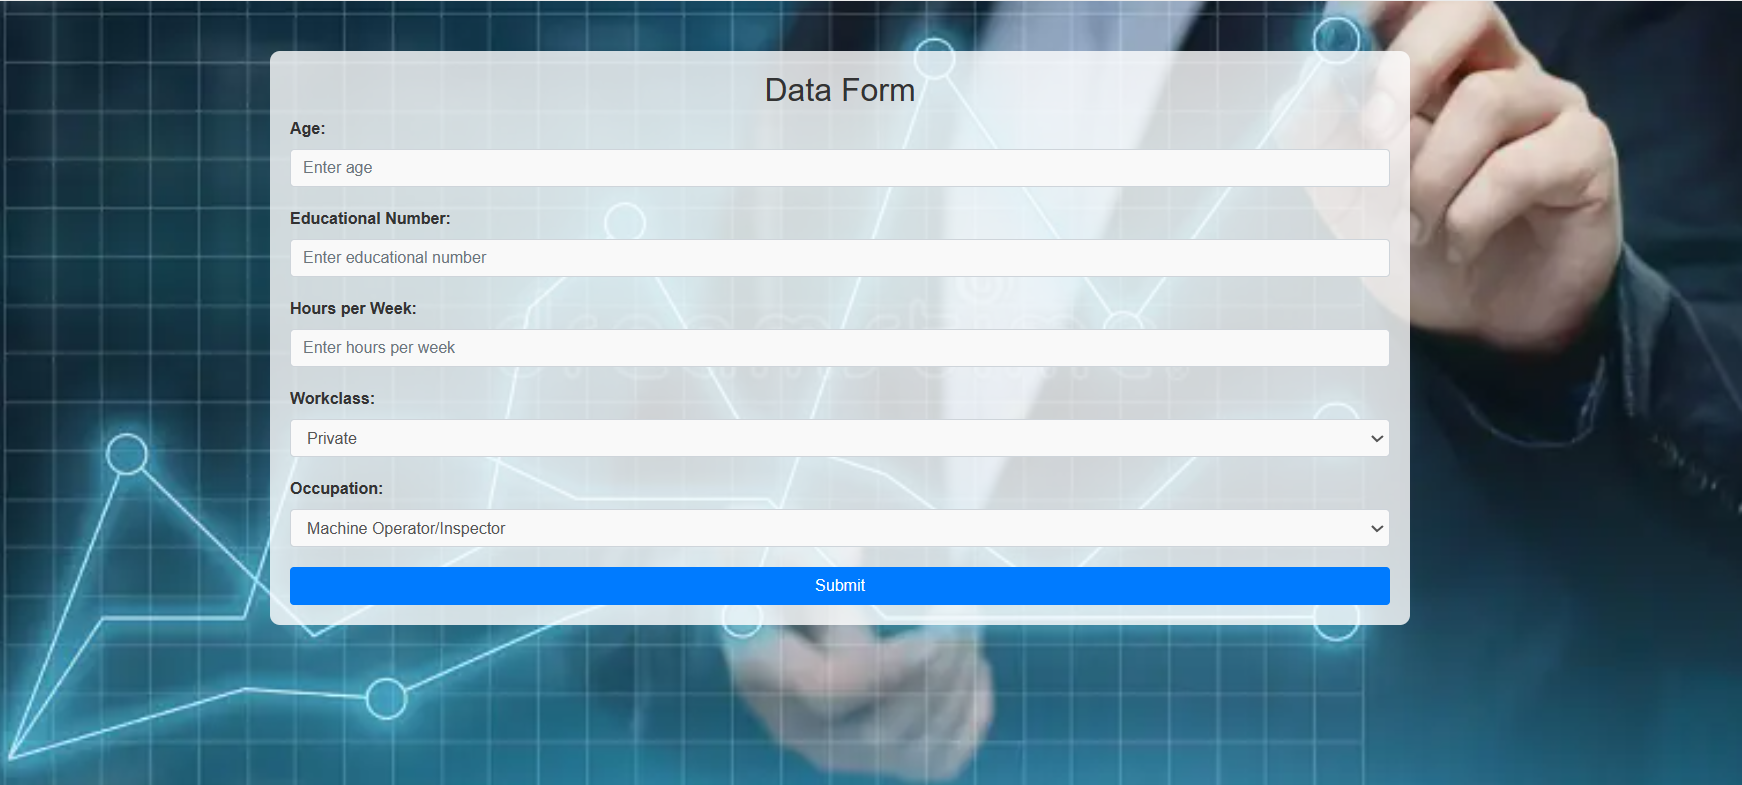 Data Form
Age:
Enter age
Educational Number:
Enter educational number
Hours per Week:
dreamstime.
Enter hours per week
Workclass:
Private
Occupation:
Machine Operator/Inspector
Submit